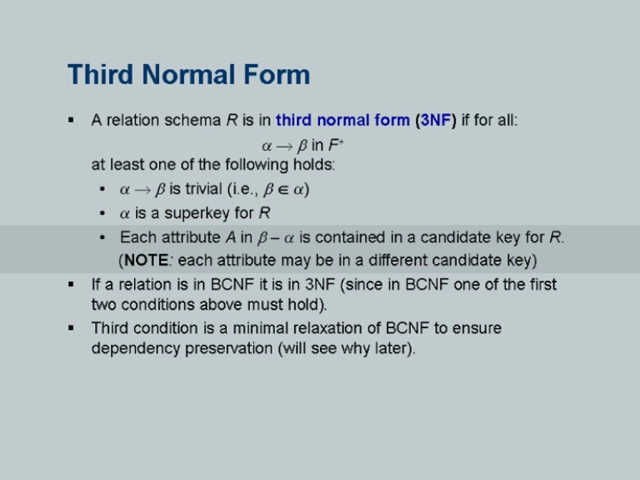 Third Normal Form
▪ A relation schema R is in third normal form (3NF) if for all:
α → β in F⁺
at least one of the following holds:
• α → β is trivial (i.e., β ∈ α)
• α is a superkey for R
• Each attribute A in β – α is contained in a candidate key for R.
(NOTE: each attribute may be in a different candidate key)
▪ If a relation is in BCNF it is in 3NF (since in BCNF one of the first
two conditions above must hold).
▪ Third condition is a minimal relaxation of BCNF to ensure
dependency preservation (will see why later).